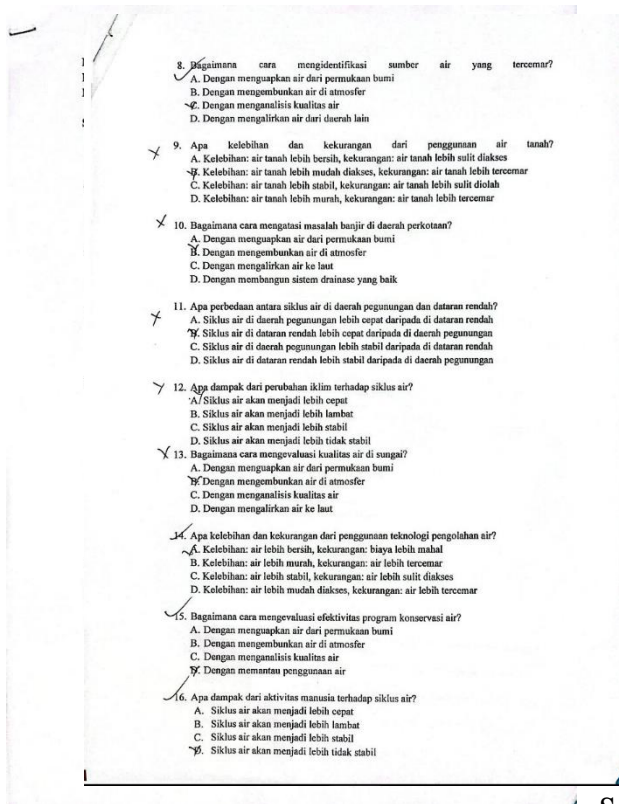 8. Bagaimana cara mengidentifikasi sumber air yang tercemar?
A. Dengan menguapkan air dari permukaan bumi
B. Dengan mengembunkan air di atmosfer
C. Dengan menganalisis kualitas air
D. Dengan mengalirkan air dari daerah lain
9. Apa kelebihan dan kekurangan dari penggunaan air tanah?
A. Kelebihan: air tanah lebih bersih, kekurangan: air tanah lebih sulit diakses
B. Kelebihan: air tanah lebih mudah diakses, kekurangan: air tanah lebih tercemar
C. Kelebihan: air tanah lebih stabil, kekurangan: air tanah lebih sulit diolah
D. Kelebihan: air tanah lebih murah, kekurangan: air tanah lebih tercemar
10. Bagaimana cara mengatasi masalah banjir di daerah perkotaan?
A. Dengan menguapkan air dari permukaan bumi
B. Dengan mengembunkan air di atmosfer
C. Dengan mengalirkan air ke laut
D. Dengan membangun sistem drainase yang baik
11. Apa perbedaan antara siklus air di daerah pegunungan dan dataran rendah?
A. Siklus air di daerah pegunungan lebih cepat daripada di dataran rendah
B. Siklus air di dataran rendah lebih cepat daripada di daerah pegunungan
C. Siklus air di daerah pegunungan lebih stabil daripada di dataran rendah
D. Siklus air di dataran rendah lebih stabil daripada di daerah pegunungan
12. Apa dampak dari perubahan iklim terhadap siklus air?
A. Siklus air akan menjadi lebih cepat
B. Siklus air akan menjadi lebih lambat
C. Siklus air akan menjadi lebih stabil
D. Siklus air akan menjadi lebih tidak stabil
13. Bagaimana cara mengevaluasi kualitas air di sungai?
A. Dengan menguapkan air dari permukaan bumi
B. Dengan mengembunkan air di atmosfer
C. Dengan menganalisis kualitas air
D. Dengan mengalirkan air ke laut
14. Apa kelebihan dan kekurangan dari penggunaan teknologi pengolahan air?
A. Kelebihan: air lebih bersih, kekurangan: biaya lebih mahal
B. Kelebihan: air lebih murah, kekurangan: air lebih tercemar
C. Kelebihan: air lebih stabil, kekurangan: air lebih sulit diakses
D. Kelebihan: air lebih mudah diakses, kekurangan: air lebih tercemar
15. Bagaimana cara mengevaluasi efektivitas program konservasi air?
A. Dengan menguapkan air dari permukaan bumi
B. Dengan mengembunkan air di atmosfer
C. Dengan menganalisis kualitas air
D. Dengan memantau penggunaan air
16. Apa dampak dari aktivitas manusia terhadap siklus air?
A. Siklus air akan menjadi lebih cepat
B. Siklus air akan menjadi lebih lambat
C. Siklus air akan menjadi lebih stabil
D. Siklus air akan menjadi lebih tidak stabil